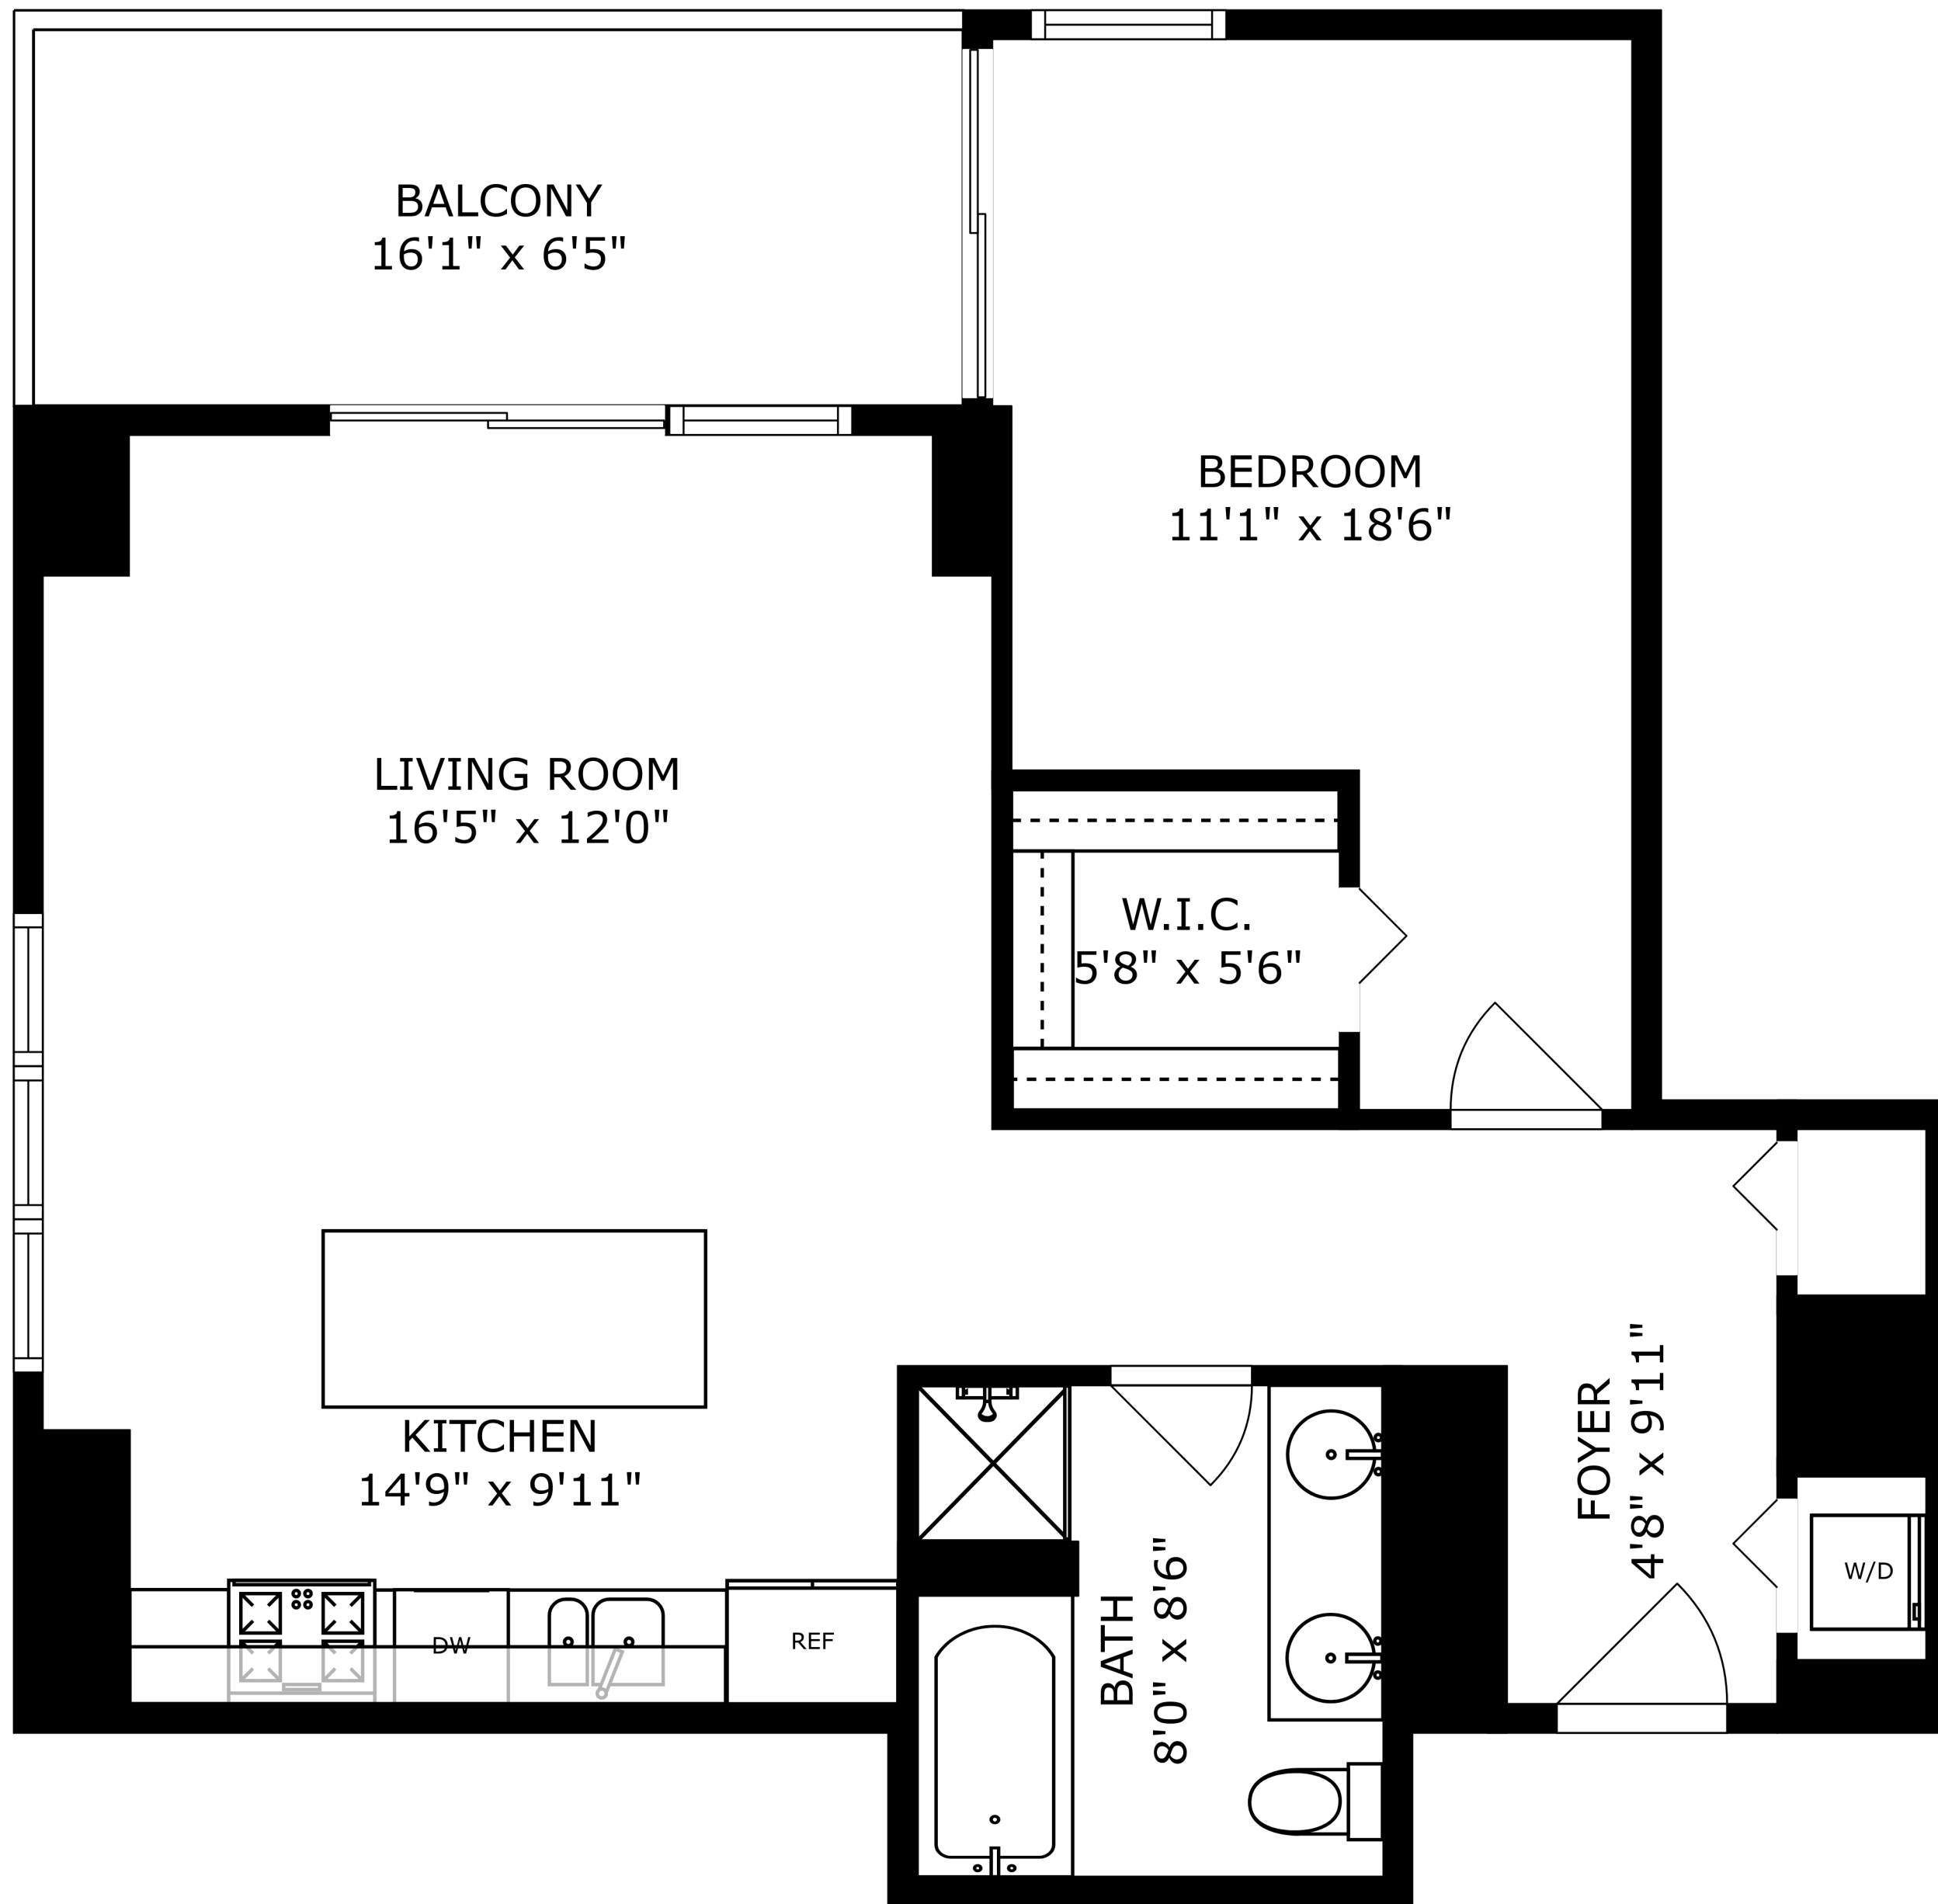 BALCONY
16'1" x 6'5"
BEDROOM
11'1" x 18'6"
LIVING ROOM
16'5" x 12'0"
W.I.C.
5'8" x 5'6"
KITCHEN
14'9" x 9'11"
FOYER
4'8" x 9'11"
BATH
8'0" x 8'6"
DW
REF
W/D